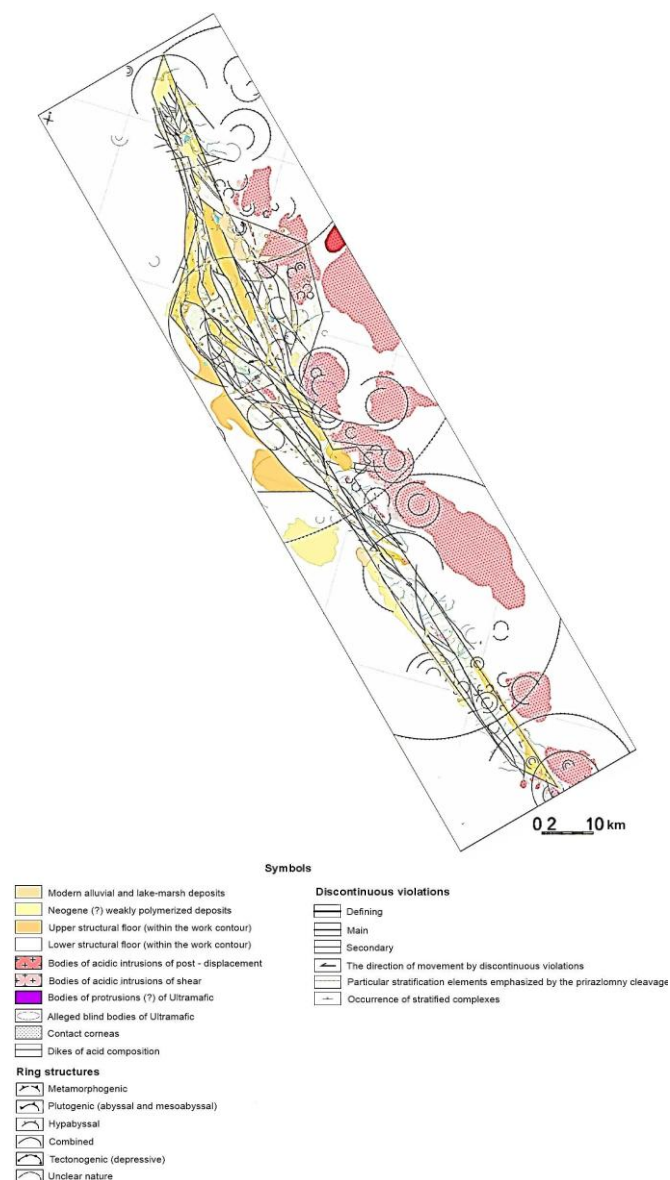 0 2 10 km
Symbols
Modern alluvial and lake-marsh deposits
Neogene (?) weakly polymerized deposits
Upper structural floor (within the work contour)
Lower structural floor (within the work contour)
Bodies of acidic intrusions of post - displacement
Bodies of acidic intrusions of shear
Bodies of protrusions (?) of Ultramafic
Alleged blind bodies of Ultramafic
Contact corneas
Dikes of acid composition
Ring structures
Metamorphogenic
Plutogenic (abyssal and mesoabyssal)
Hypabyssal
Combined
Tectonogenic (depressive)
Unclear nature
Discontinuous violations
Defining
Main
Secondary
The direction of movement by discontinuous violations
Particular stratification elements emphasized by the prirazlomny cleavage
Occurrence of stratified complexes